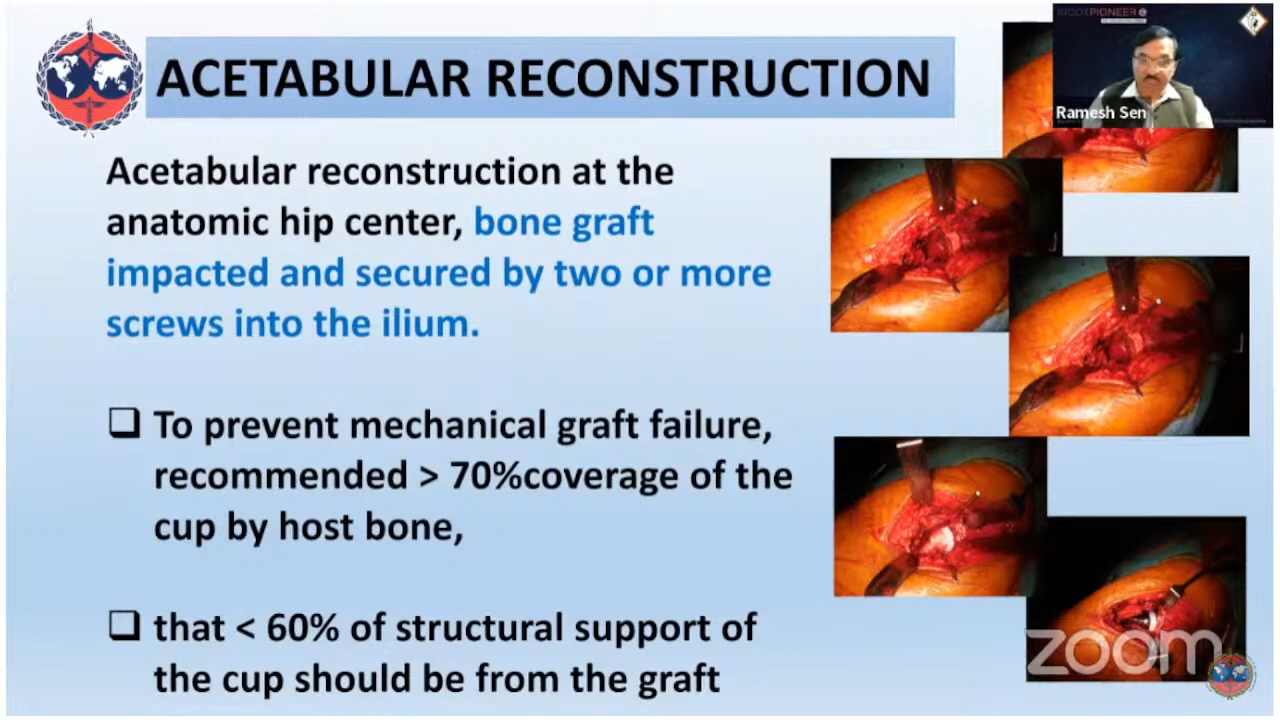 ACETABULAR RECONSTRUCTION
Acetabular reconstruction at the
anatomic hip center, bone graft
impacted and secured by two or more
screws into the ilium.
❑ To prevent mechanical graft failure,
recommended > 70%coverage of the
cup by host bone,
❑ that < 60% of structural support of
the cup should be from the graft
PIONEER
Ramesh Sen
zoom